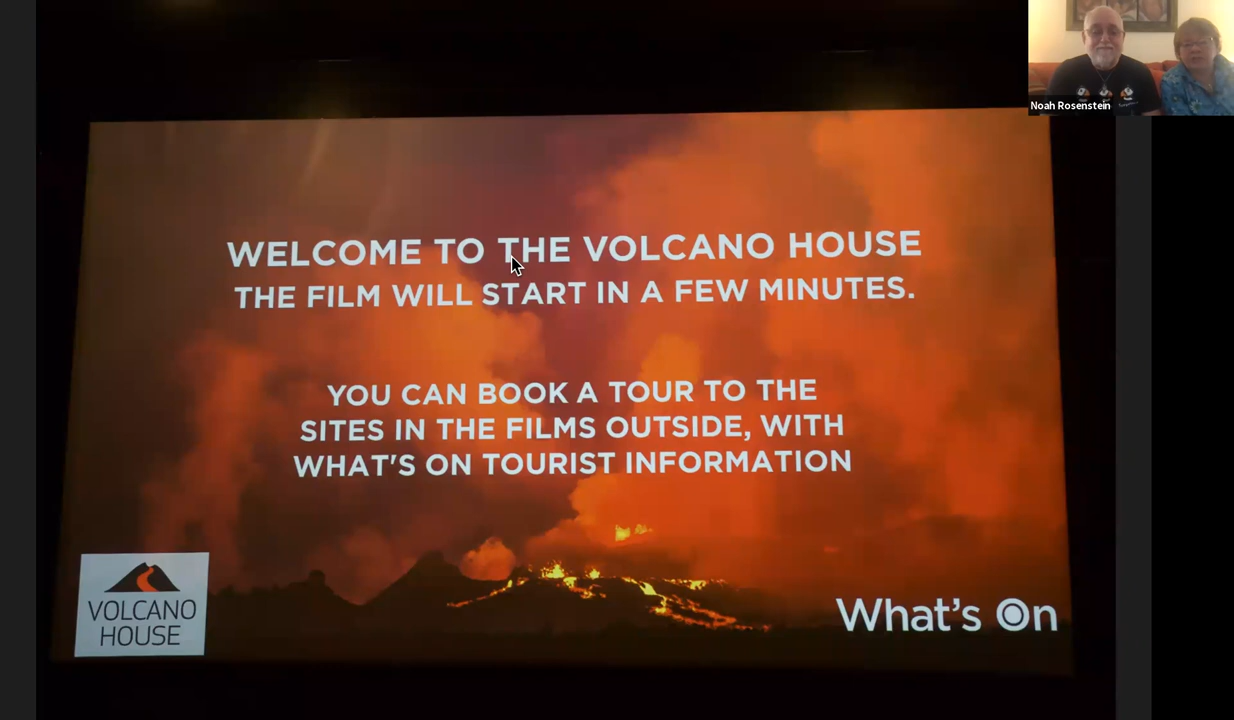 Noah Rosenstein
WELCOME TO THE VOLCANO HOUSE
THE FILM WILL START IN A FEW MINUTES.
YOU CAN BOOK A TOUR TO THE
SITES IN THE FILMS OUTSIDE, WITH
WHAT'S ON TOURIST INFORMATION
VOLCANO
HOUSE
What's On